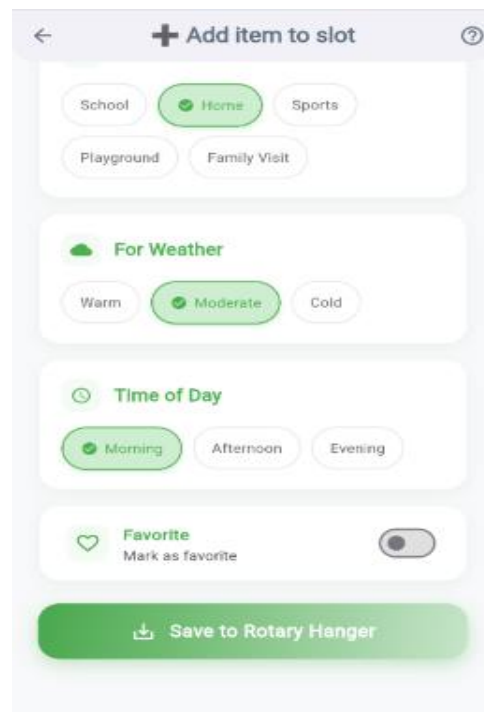 Add item to slot
School Home Sports
Playground Family Visit
For Weather
Warm Moderate Cold
Time of Day
Morning Afternoon Evening
Favorite
Mark as favorite
Save to Rotary Hanger